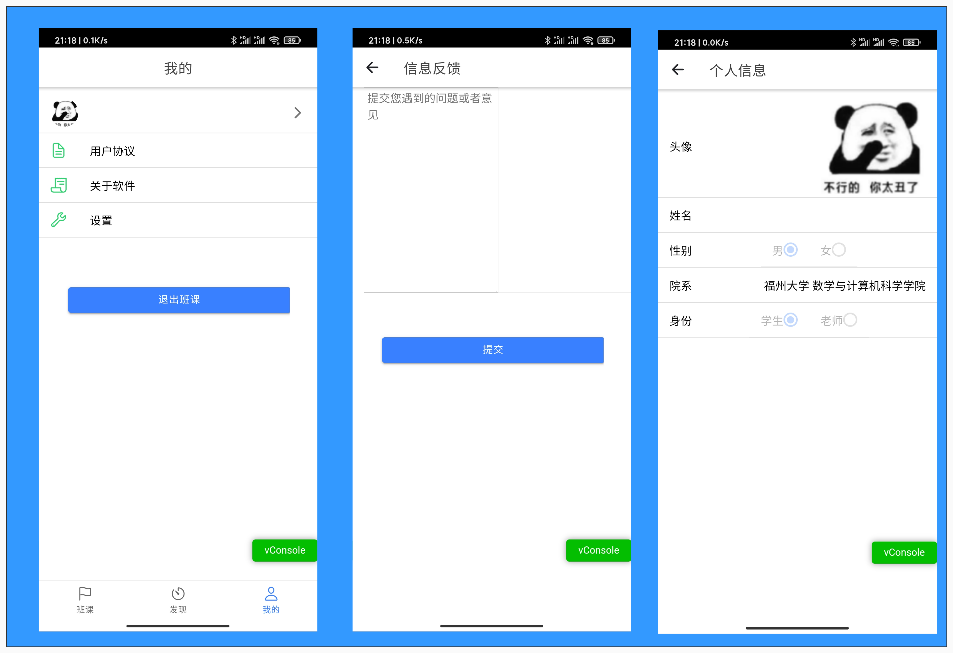 21:18 | 0.1K/s
85
我的
用户协议
关于软件
设置
退出班课
vConsole
班课
发现
我的
21:18 | 0.5K/s
85
信息反馈
提交您遇到的问题或者意
见
提交
vConsole
21:18 | 0.0K/s
85
个人信息
头像
不行的 你太丑了
姓名
性别 男 女
院系 福州大学 数学与计算机科学学院
身份 学生 老师
vConsole